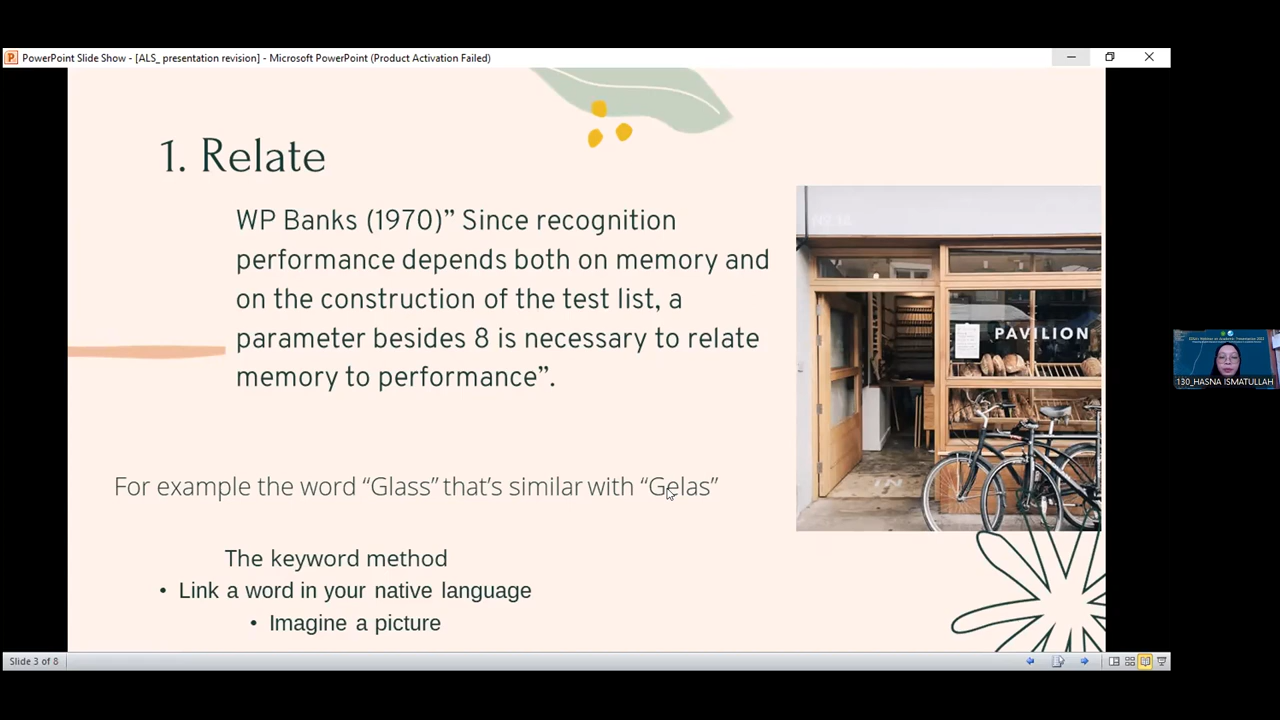 PowerPoint Slide Show - [ALS_ presentation revision] - Microsoft PowerPoint (Product Activation Failed)
1. Relate
WP Banks (1970)” Since recognition
performance depends both on memory and
on the construction of the test list, a
parameter besides 8 is necessary to relate
memory to performance”.
PAVILION
For example the word “Glass” that’s similar with “Gelas”
The keyword method
• Link a word in your native language
• Imagine a picture
130_HASNA ISMATULLAH
Slide 3 of 8